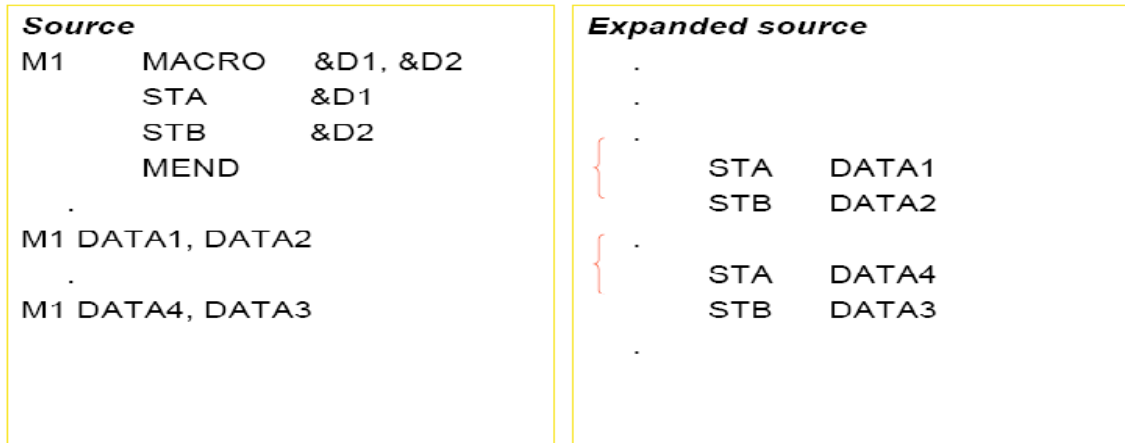 Source
M1 MACRO &D1, &D2
STA &D1
STB &D2
MEND
.
M1 DATA1, DATA2
.
M1 DATA4, DATA3
Expanded source
.
.
.
STA DATA1
STB DATA2
.
STA DATA4
STB DATA3
.